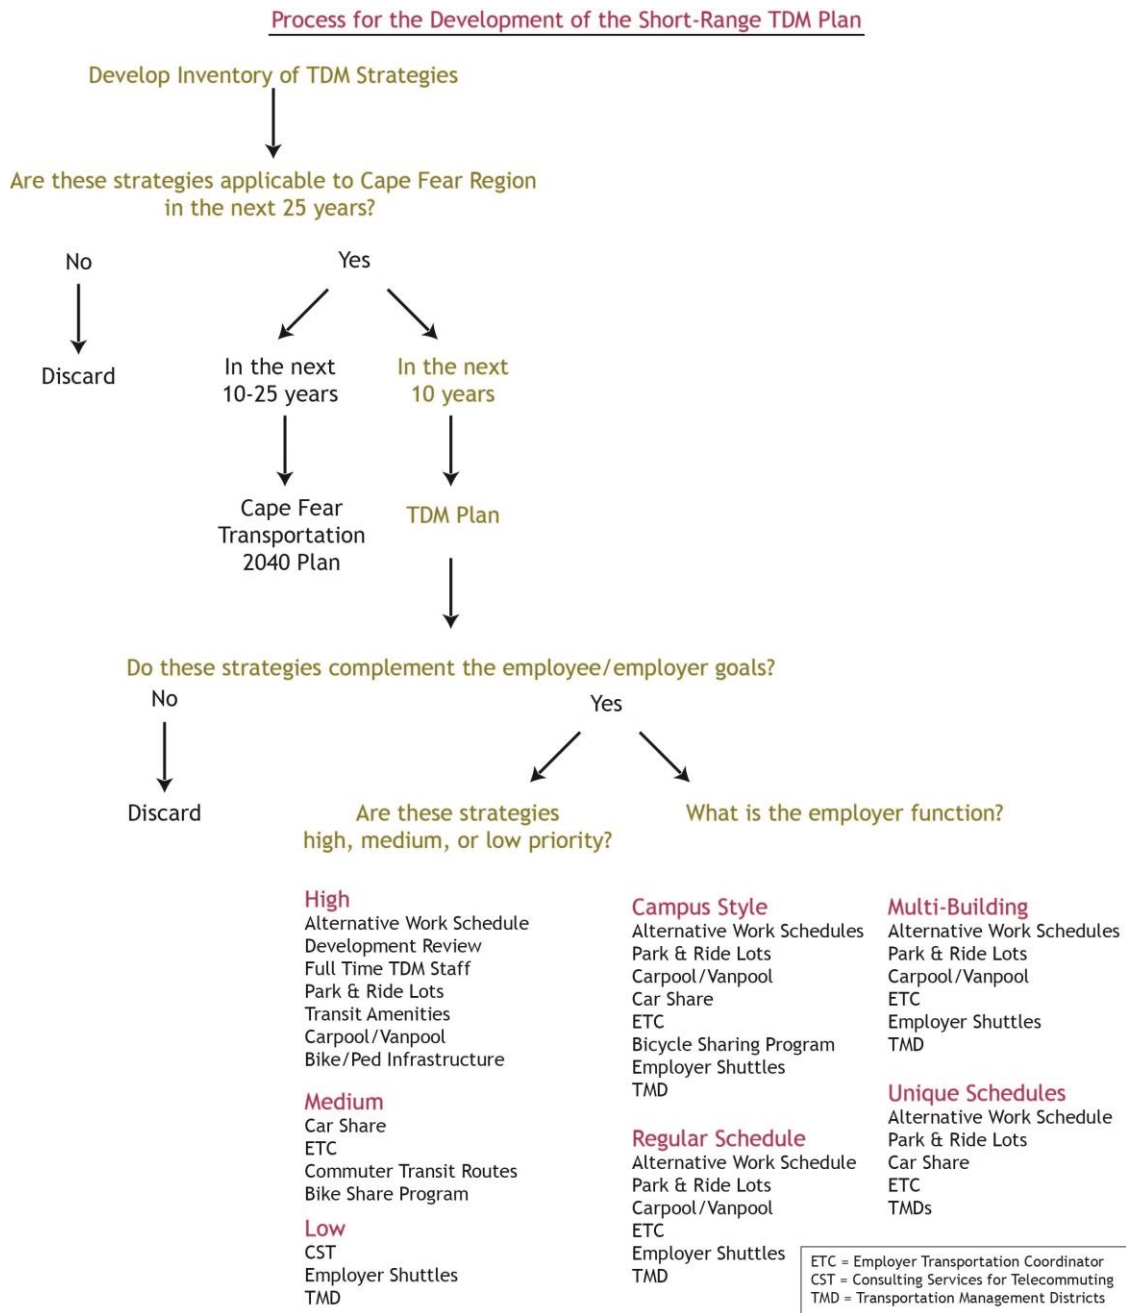 Process for the Development of the Short-Range TDM Plan
Develop Inventory of TDM Strategies
Are these strategies applicable to Cape Fear Region
in the next 25 years?
No
Yes
Discard
In the next
10-25 years
In the next
10 years
Cape Fear
Transportation
2040 Plan
TDM Plan
Do these strategies complement the employee/employer goals?
No
Yes
Discard
Are these strategies
high, medium, or low priority?
What is the employer function?
High
Alternative Work Schedule
Development Review
Full Time TDM Staff
Park & Ride Lots
Transit Amenities
Carpool/Vanpool
Bike/Ped Infrastructure
Medium
Car Share
ETC
Commuter Transit Routes
Bike Share Program
Low
CST
Employer Shuttles
TMD
Campus Style
Alternative Work Schedules
Park & Ride Lots
Carpool/Vanpool
Car Share
ETC
Bicycle Sharing Program
Employer Shuttles
TMD
Regular Schedule
Alternative Work Schedule
Park & Ride Lots
Carpool/Vanpool
ETC
Employer Shuttles
TMD
Multi-Building
Alternative Work Schedules
Park & Ride Lots
Carpool/Vanpool
ETC
Employer Shuttles
TMD
Unique Schedules
Alternative Work Schedule
Park & Ride Lots
Car Share
ETC
TMDs
ETC = Employer Transportation Coordinator
CST = Consulting Services for Telecommuting
TMD = Transportation Management Districts